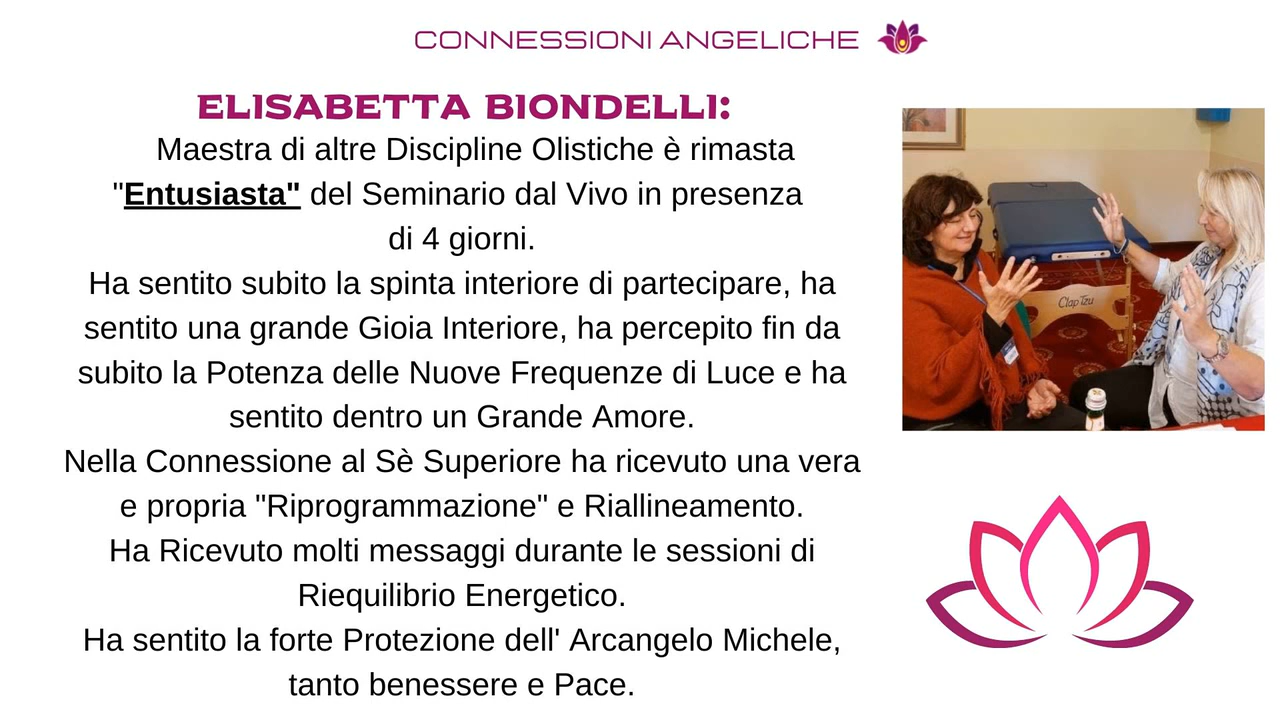 CONNESSIONI ANGELICHE
ELISABETTA BIONDELLI:
Maestra di altre Discipline Olistiche è rimasta
"Entusiasta" del Seminario dal Vivo in presenza
di 4 giorni.
Ha sentito subito la spinta interiore di partecipare, ha
sentito una grande Gioia Interiore, ha percepito fin da
subito la Potenza delle Nuove Frequenze di Luce e ha
sentito dentro un Grande Amore.
Nella Connessione al Sè Superiore ha ricevuto una vera
e propria "Riprogrammazione" e Riallineamento.
Ha Ricevuto molti messaggi durante le sessioni di
Riequilibrio Energetico.
Ha sentito la forte Protezione dell' Arcangelo Michele,
tanto benessere e Pace.
Clap Tzu